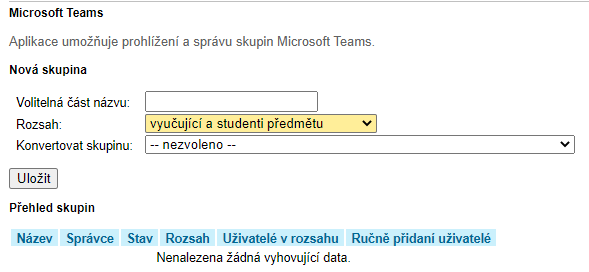 Microsoft Teams
Aplikace umožňuje prohlížení a správu skupin Microsoft Teams.
Nová skupina
Volitelná část názvu:
Rozsah: vyučující a studenti předmětu
Konvertovat skupinu: -- nezvoleno --
Uložit
Přehled skupin
Název Správce Stav Rozsah Uživatelé v rozsahu Ručně přidaní uživatelé
Nenalezena žádná vyhovující data.